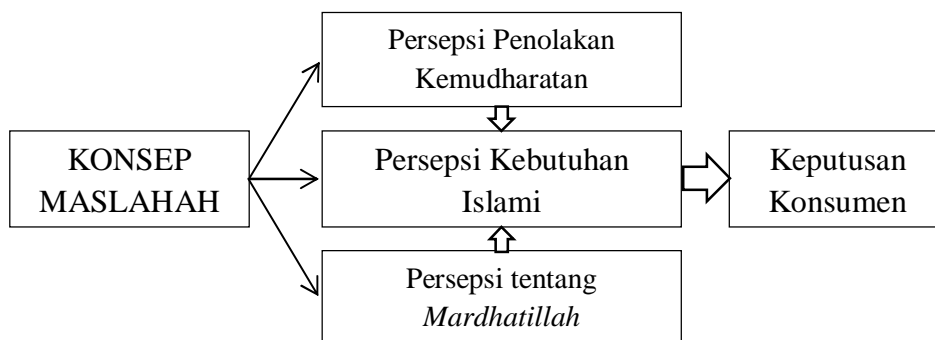 Persepsi Penolakan
Kemudharatan
KONSEP
MASLAHAH
Persepsi Kebutuhan
Islami
Keputusan
Konsumen
Persepsi tentang
Mardhatillah